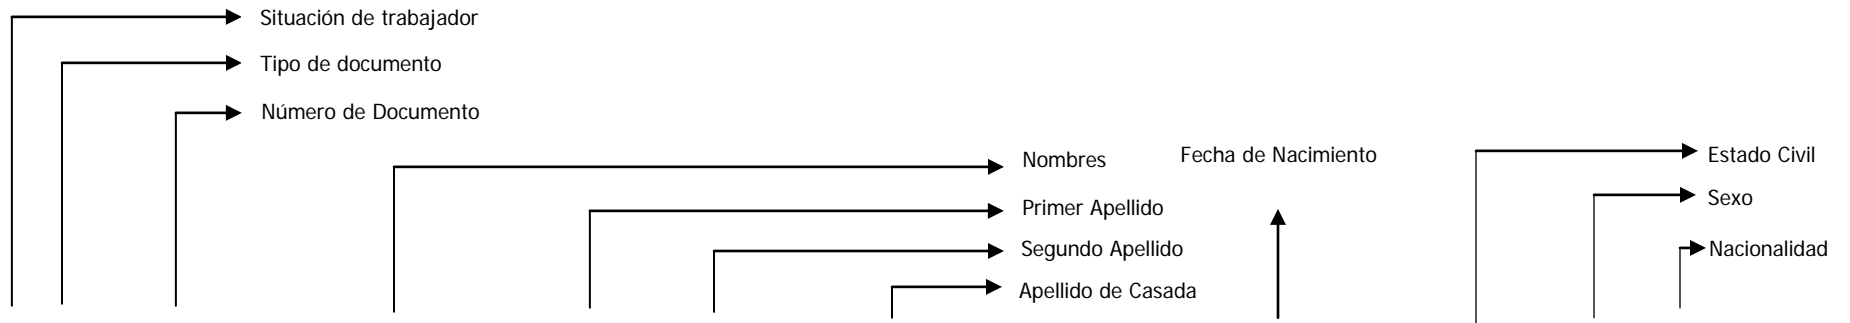 Situación de trabajador
Tipo de documento
Número de Documento
Nombres
Fecha de Nacimiento
Estado Civil
Sexo
Primer Apellido
Segundo Apellido
Nacionalidad
Apellido de Casada